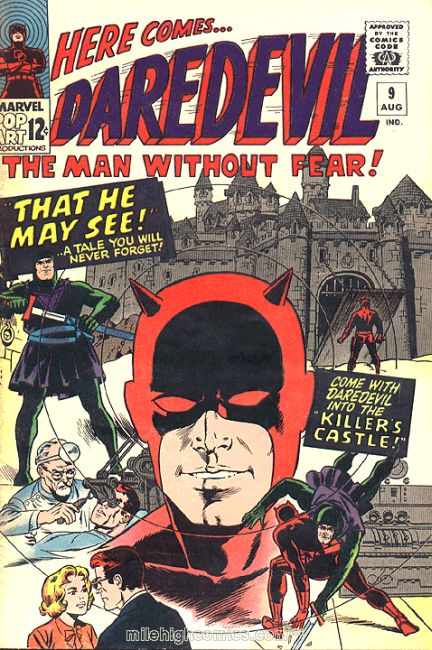 HERE COMES...
DAREDEVIL
THE MAN WITHOUT FEAR!
APPROVED
BY THE
COMICS
CODE
CA
AUTHORITY
9
AUG
IND.
DD
MARVEL
POP
ART
PRODUCTIONS
12¢
"THAT HE
MAY SEE!"
...A TALE YOU WILL
NEVER FORGET!
COME WITH
DAREDEVIL
INTO THE
"KILLER'S
CASTLE!"
milehighcomics.com